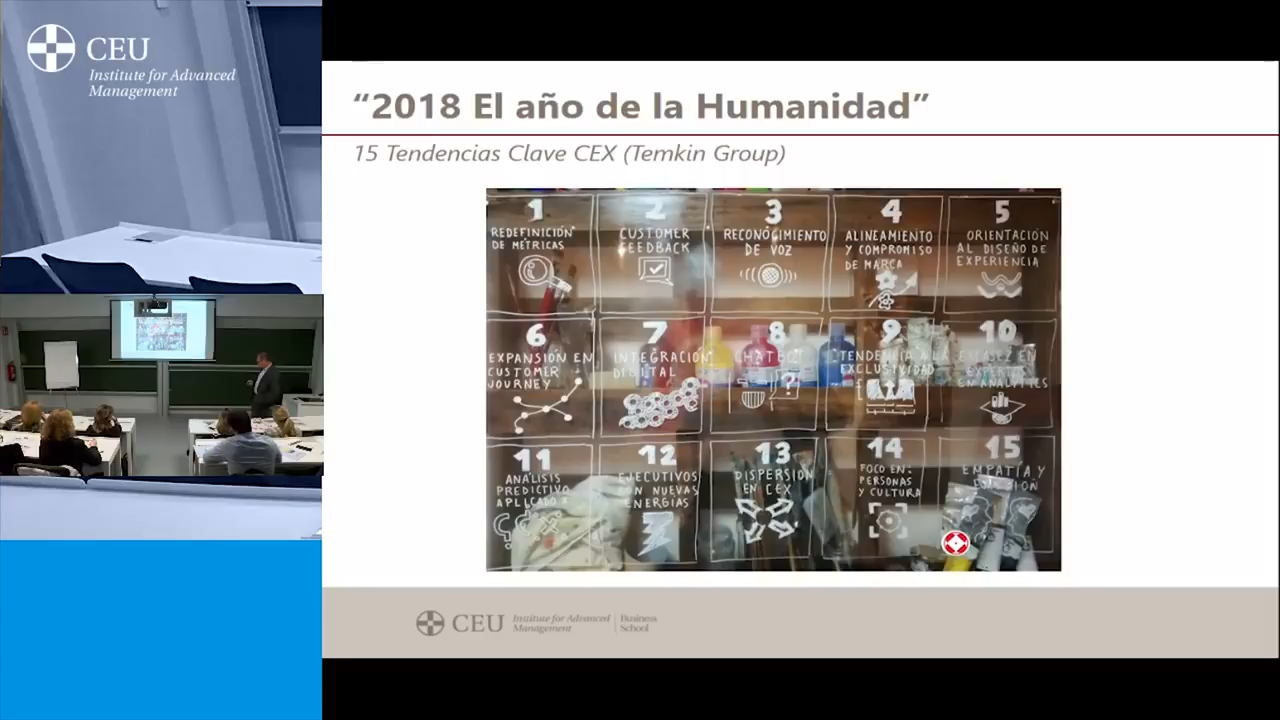 CEU
Institute for Advanced
Management
“2018 El año de la Humanidad”
15 Tendencias Clave CEX (Temkin Group)
1
REDEFINICIÓN
DE MÉTRICAS
2
CUSTOMER
FEEDBACK
3
RECONOCIMIENTO
DE VOZ
4
ALINEAMIENTO
Y COMPROMISO
DE MARCA
5
ORIENTACIÓN
AL DISEÑO DE
EXPERIENCIA
6
EXPANSIÓN EN
CUSTOMER
JOURNEY
7
INTEGRACIÓN
DIGITAL
8
9
TENDENCIA A LA
EXCLUSIVIDAD
10
ESCASEZ EN
EXPERTOS
EN ANALYTICS
11
ANÁLISIS
PREDICTIVO
12
EJECUTIVOS
CON NUEVAS
ENERGÍAS
13
DISPERSIÓN
EN CEX
14
FOCO EN:
PERSONAS
Y CULTURA
15
EMPATÍA Y
CEU
Institute for Advanced
Management
Business
School